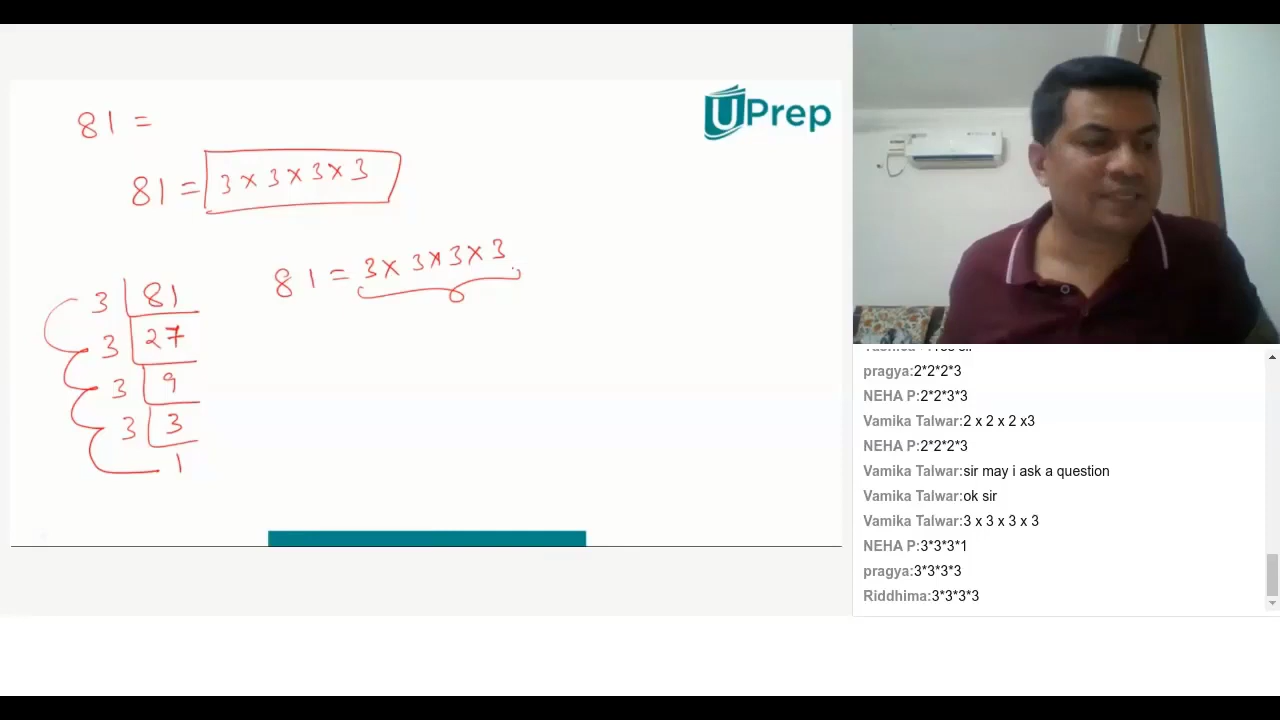 81 =
UPrep
81 = 3 × 3 × 3 × 3
81 = 3 × 3 × 3 × 3
3 81
3 27
3 9
3 3
1
pragya:2*2*2*3
NEHA P:2*2*3*3
Vamika Talwar:2 x 2 x 2 x3
NEHA P:2*2*2*3
Vamika Talwar:sir may i ask a question
Vamika Talwar:ok sir
Vamika Talwar:3 x 3 x 3 x 3
NEHA P:3*3*3*1
pragya:3*3*3*3
Riddhima:3*3*3*3